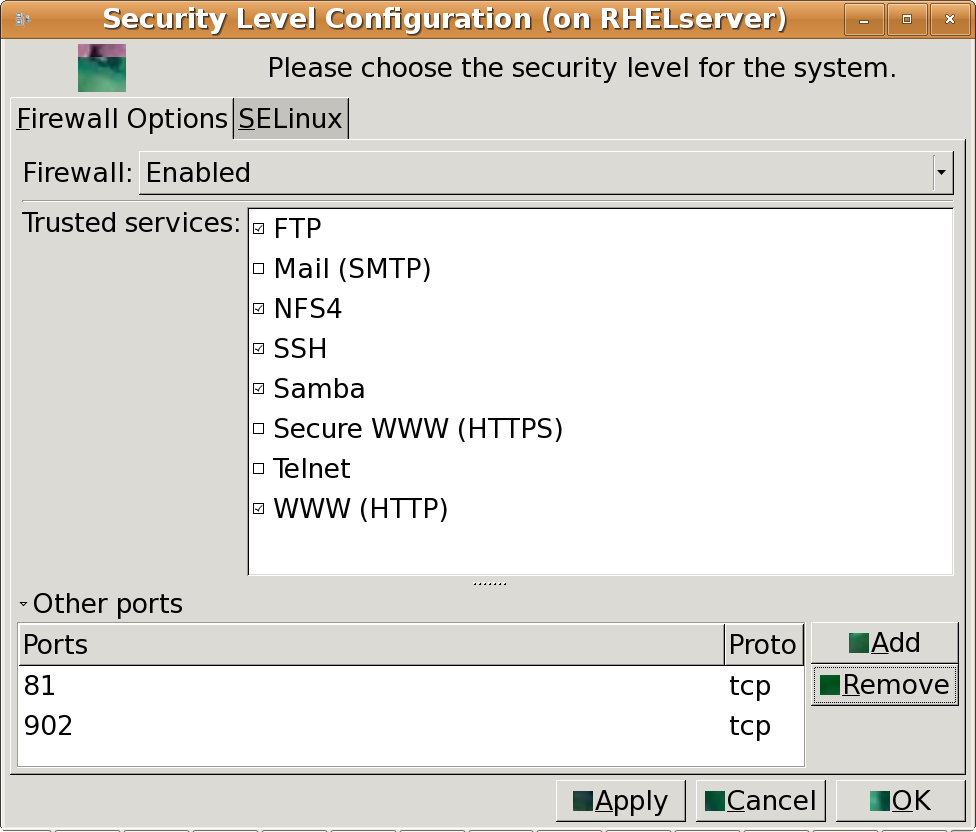 Security Level Configuration (on RHELserver)
Please choose the security level for the system.
Firewall Options SELinux
Firewall: Enabled
Trusted services:
FTP
Mail (SMTP)
NFS4
SSH
Samba
Secure WWW (HTTPS)
Telnet
WWW (HTTP)
Other ports
Ports Proto
Add
81 tcp
Remove
902 tcp
Apply Cancel OK